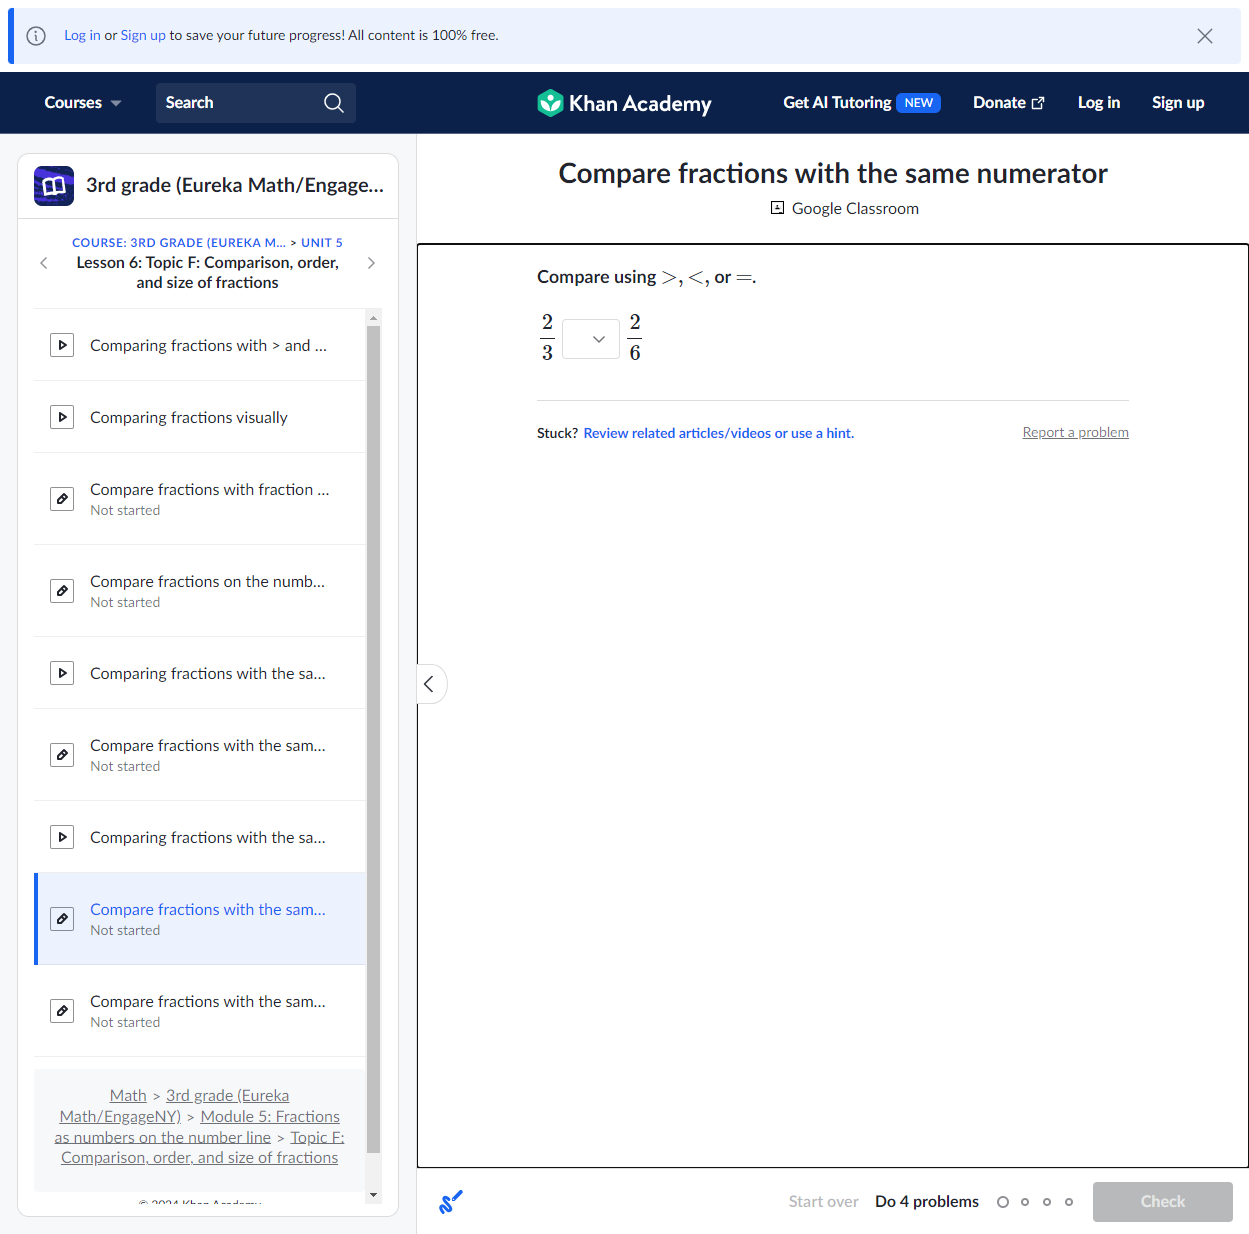 Log in or Sign up to save your future progress! All content is 100% free.
Courses
Search
Khan Academy
Get AI Tutoring NEW
Donate
Log in
Sign up
3rd grade (Eureka Math/Engage...
COURSE: 3RD GRADE (EUREKA M... > UNIT 5
Lesson 6: Topic F: Comparison, order,
and size of fractions
Comparing fractions with > and ...
Comparing fractions visually
Compare fractions with fraction ...
Not started
Compare fractions on the numb...
Not started
Comparing fractions with the sa...
Compare fractions with the sam...
Not started
Comparing fractions with the sa...
Compare fractions with the sam...
Not started
Compare fractions with the sam...
Not started
Math > 3rd grade (Eureka
Math/EngageNY) > Module 5: Fractions
as numbers on the number line > Topic F:
Comparison, order, and size of fractions
© 2024 Khan Academy
Compare fractions with the same numerator
Google Classroom
Compare using >, <, or =.
2 2
3 6
Stuck? Review related articles/videos or use a hint.
Report a problem
Start over
Do 4 problems
Check